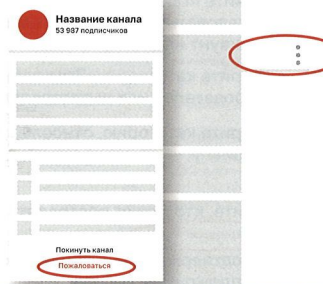 Название канала
53 987 подписчиков
Покинуть канал
Пожаловаться